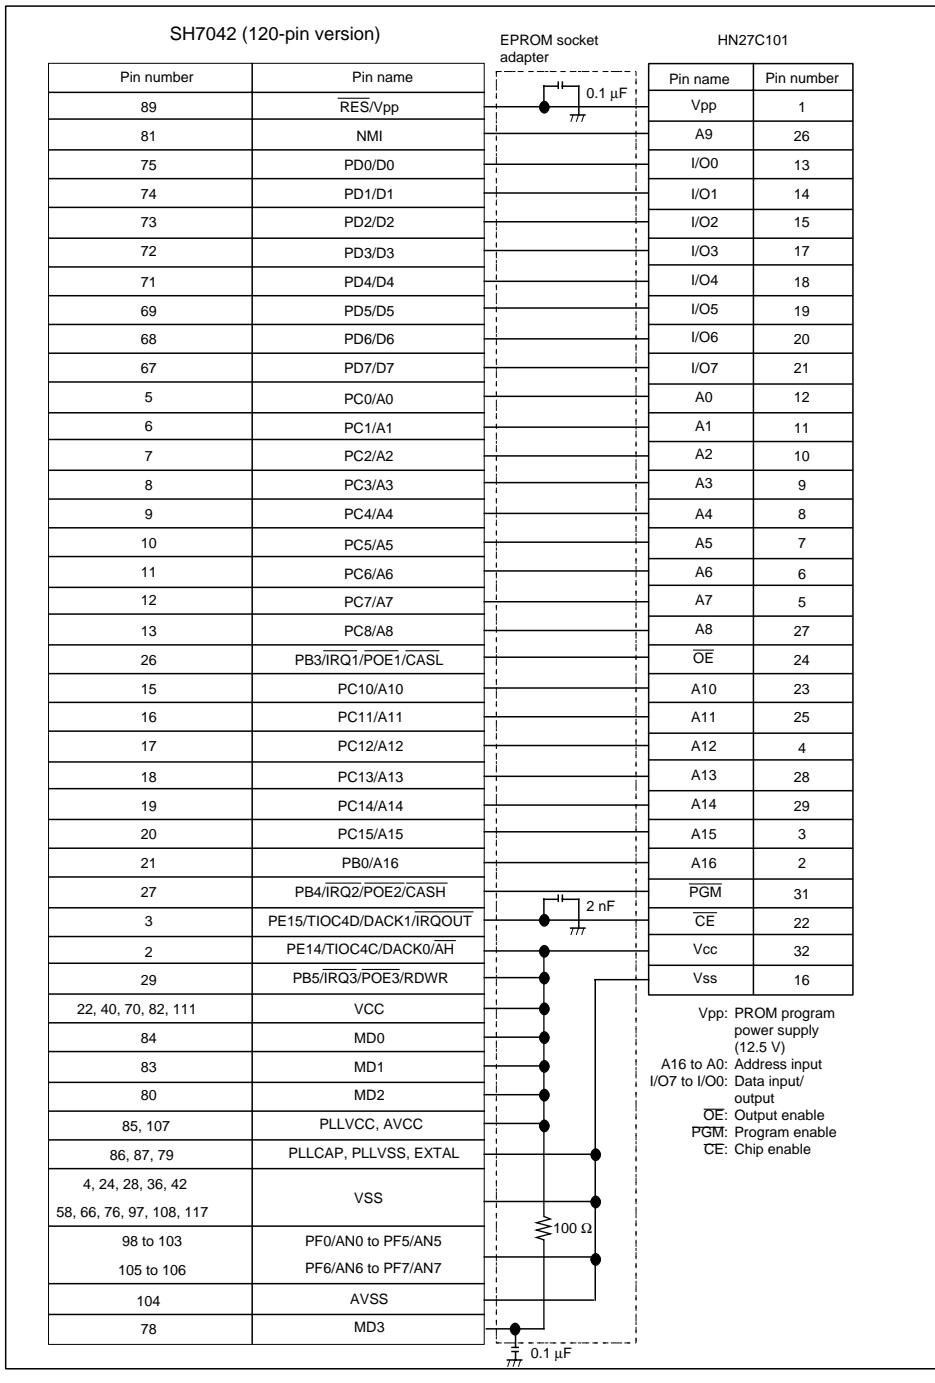 SH7042 (120-pin version)
EPROM socket
adapter
HN27C101
Pin number Pin name Pin name Pin number
0.1 μF
89 RES/Vpp Vpp 1
81 NMI A9 26
75 PD0/D0 I/O0 13
74 PD1/D1 I/O1 14
73 PD2/D2 I/O2 15
72 PD3/D3 I/O3 17
71 PD4/D4 I/O4 18
69 PD5/D5 I/O5 19
68 PD6/D6 I/O6 20
67 PD7/D7 I/O7 21
5 PC0/A0 A0 12
6 PC1/A1 A1 11
7 PC2/A2 A2 10
8 PC3/A3 A3 9
9 PC4/A4 A4 8
10 PC5/A5 A5 7
11 PC6/A6 A6 6
12 PC7/A7 A7 5
13 PC8/A8 A8 27
26 PB3/IRQ1/POE1/CASL OE 24
15 PC10/A10 A10 23
16 PC11/A11 A11 25
17 PC12/A12 A12 4
18 PC13/A13 A13 28
19 PC14/A14 A14 29
20 PC15/A15 A15 3
21 PB0/A16 A16 2
27 PB4/IRQ2/POE2/CASH PGM 31
2 nF
3 PE15/TIOC4D/DACK1/IRQOUT CE 22
2 PE14/TIOC4C/DACK0/AH Vcc 32
29 PB5/IRQ3/POE3/RDWR Vss 16
22, 40, 70, 82, 111 VCC
84 MD0
83 MD1
80 MD2
85, 107 PLLVCC, AVCC
86, 87, 79 PLLCAP, PLLVSS, EXTAL
4, 24, 28, 36, 42
58, 66, 76, 97, 108, 117 VSS
100 Ω
98 to 103 PF0/AN0 to PF5/AN5
105 to 106 PF6/AN6 to PF7/AN7
104 AVSS
78 MD3
0.1 μF
Vpp: PROM program
power supply
(12.5 V)
A16 to A0: Address input
I/O7 to I/O0: Data input/
output
OE: Output enable
PGM: Program enable
CE: Chip enable